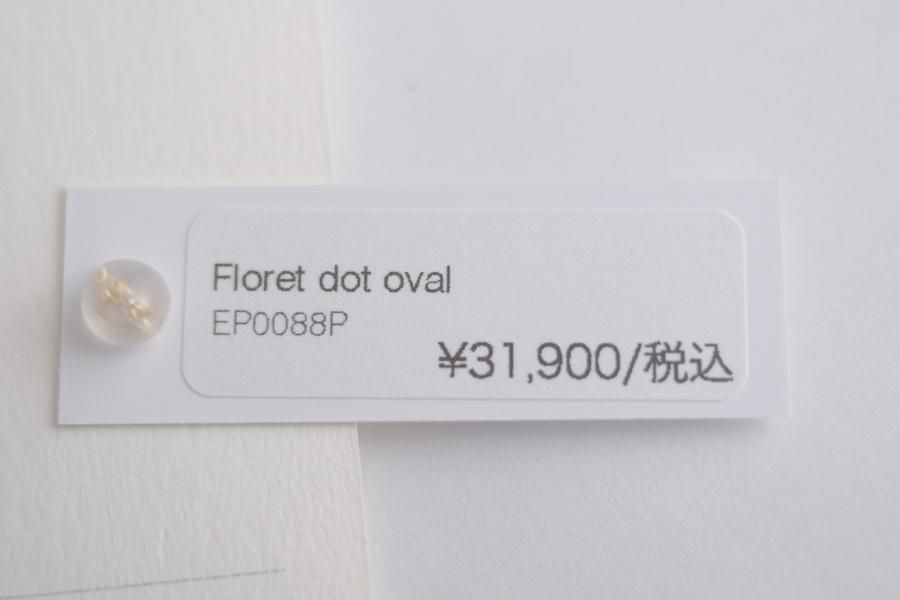 Floret dot oval
EP0088P
¥31,900/税込